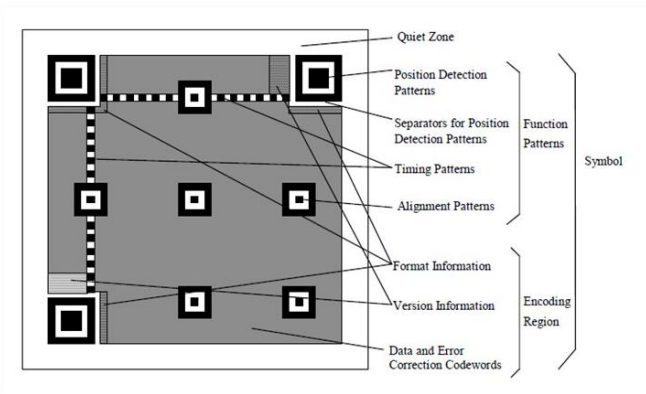 Quiet Zone
Position Detection
Patterns
Separators for Position
Detection Patterns
Function
Patterns
Symbol
Timing Patterns
Alignment Patterns
Format Information
Version Information
Encoding
Region
Data and Error
Correction Codewords